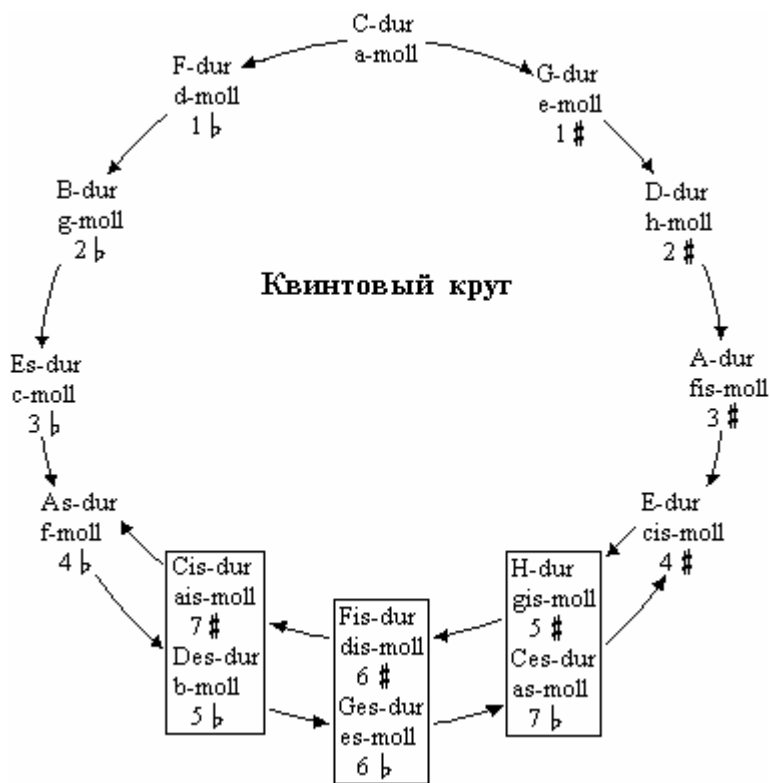 C-dur
a-moll
F-dur
d-moll
1♭
G-dur
e-moll
1♯
B-dur
g-moll
2♭
D-dur
h-moll
2♯
Квинтовый круг
Es-dur
c-moll
3♭
A-dur
fis-moll
3♯
As-dur
f-moll
4♭
E-dur
cis-moll
4♯
Cis-dur
ais-moll
7♯
Des-dur
b-moll
5♭
Fis-dur
dis-moll
6♯
Ges-dur
es-moll
6♭
H-dur
gis-moll
5♯
Ces-dur
as-moll
7♭